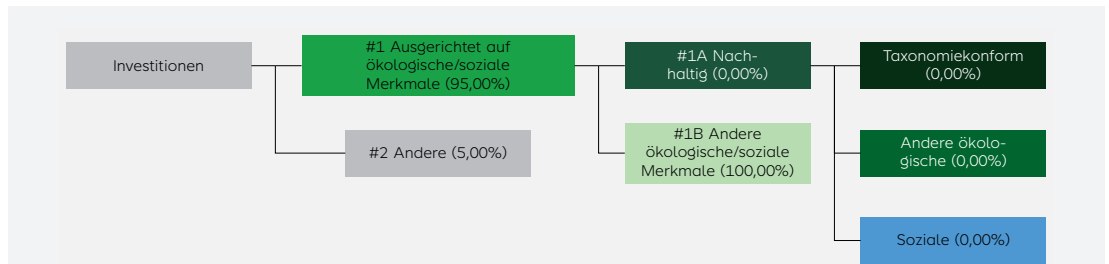 Investitionen
#1 Ausgerichtet auf
ökologische/soziale
Merkmale (95,00%)
#2 Andere (5,00%)
#1A Nach-
haltig (0,00%)
#1B Andere
ökologische/soziale
Merkmale (100,00%)
Taxonomiekonform
(0,00%)
Andere ökolo-
gische (0,00%)
Soziale (0,00%)